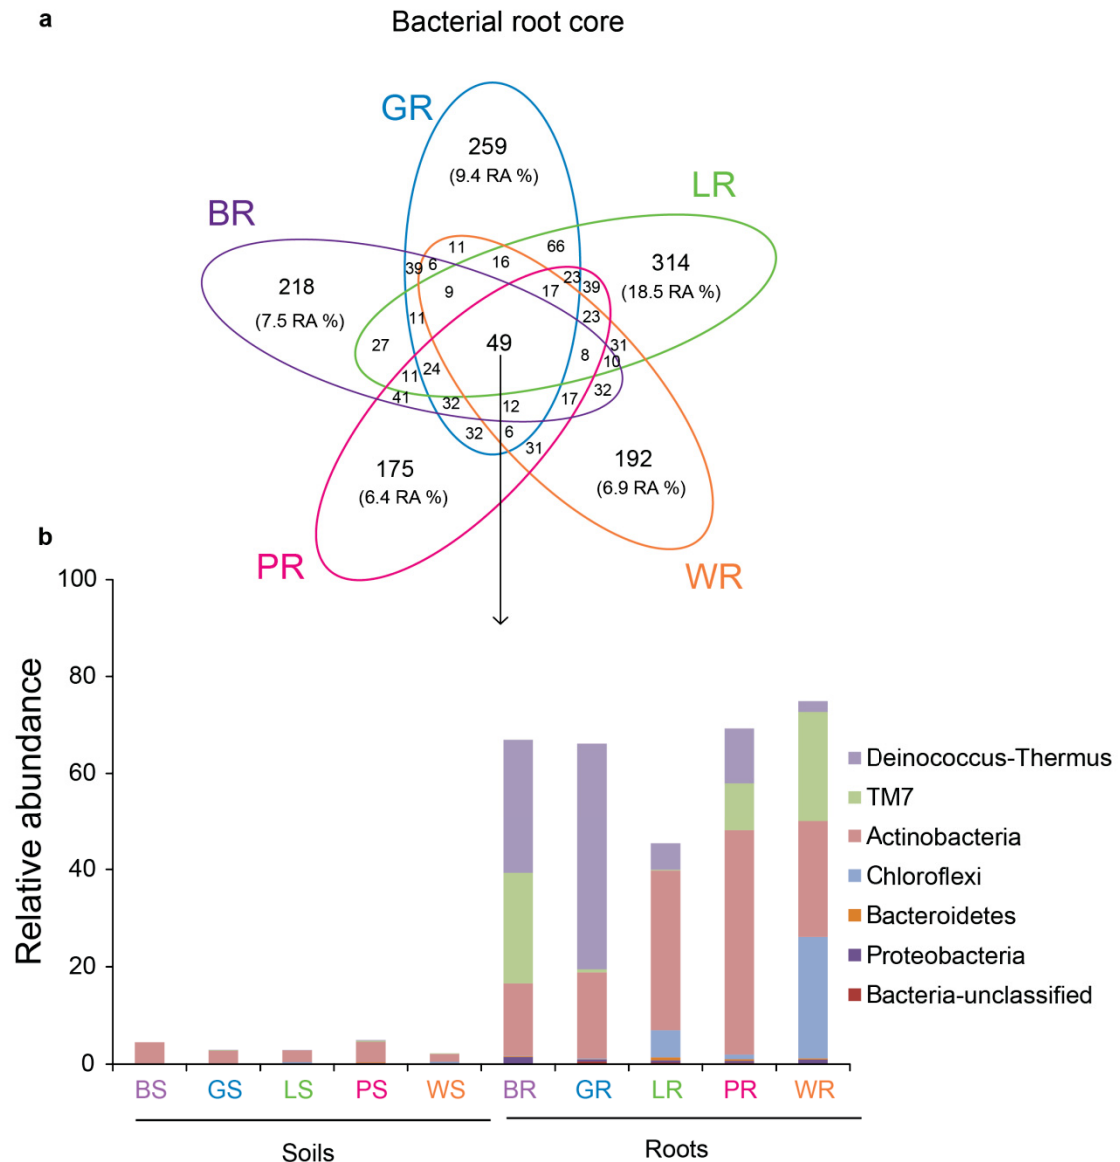 a
Bacterial root core
GR
259
(9.4 RA %)
LR
BR
11
66
16
39
6
23
314
39
218
9
17
(18.5 RA %)
(7.5 RA %)
11
23
27
49
31
8
10
24
11
41
32
12
17
32
32
6
31
175
192
(6.4 RA %)
(6.9 RA %)
b
PR
WR
100
80
60
40
20
0
Relative abundance
Deinococcus-Thermus
TM7
Actinobacteria
Chloroflexi
Bacteroidetes
Proteobacteria
Bacteria-unclassified
BS GS LS PS WS BR GR LR PR WR
Soils Roots